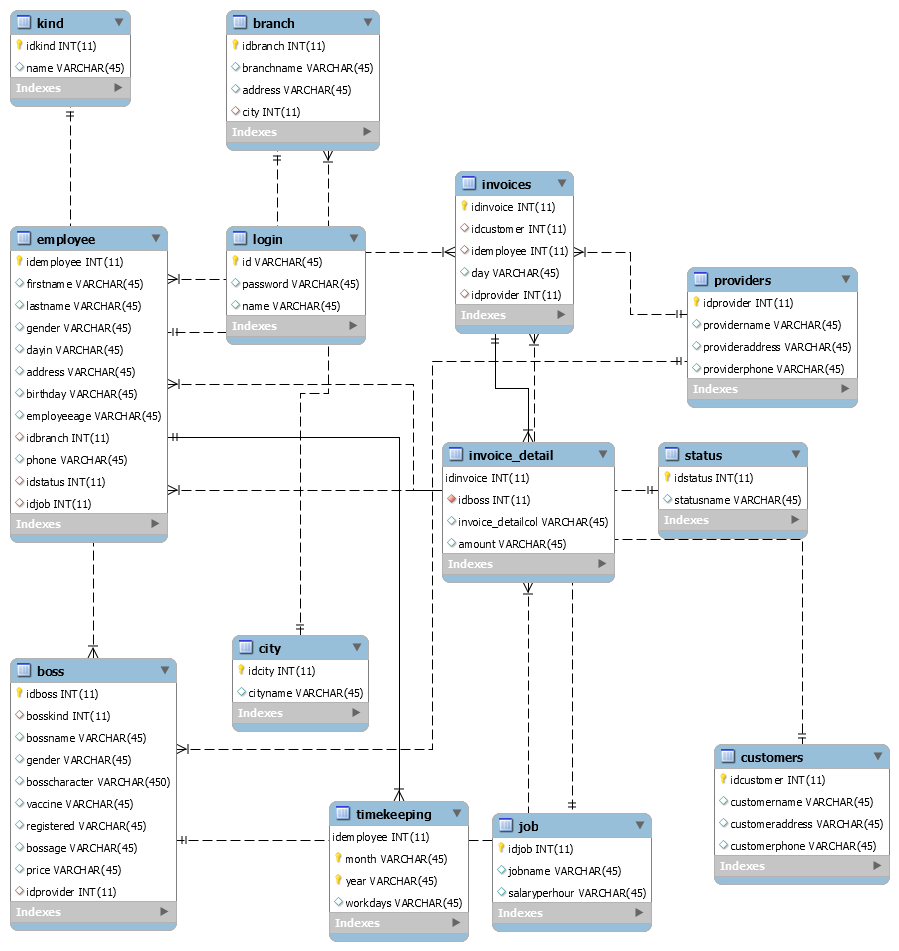 kind
idkind INT(11)
name VARCHAR(45)
Indexes
branch
idbranch INT(11)
branchname VARCHAR(45)
address VARCHAR(45)
city INT(11)
Indexes
invoices
idinvoice INT(11)
idcustomer INT(11)
idemployee INT(11)
day VARCHAR(45)
idprovider INT(11)
Indexes
employee
idemployee INT(11)
firstname VARCHAR(45)
lastname VARCHAR(45)
gender VARCHAR(45)
dayin VARCHAR(45)
address VARCHAR(45)
birthday VARCHAR(45)
employeeage VARCHAR(45)
idbranch INT(11)
phone VARCHAR(45)
idstatus INT(11)
idjob INT(11)
Indexes
login
id VARCHAR(45)
password VARCHAR(45)
name VARCHAR(45)
Indexes
providers
idprovider INT(11)
providername VARCHAR(45)
provideraddress VARCHAR(45)
providerphone VARCHAR(45)
Indexes
invoice_detail
idinvoice INT(11)
idboss INT(11)
invoice_detailcol VARCHAR(45)
amount VARCHAR(45)
Indexes
status
idstatus INT(11)
statusname VARCHAR(45)
Indexes
city
idcity INT(11)
cityname VARCHAR(45)
Indexes
boss
idboss INT(11)
bosskind INT(11)
bossname VARCHAR(45)
gender VARCHAR(45)
bosscharacter VARCHAR(450)
vaccine VARCHAR(45)
registered VARCHAR(45)
bossage VARCHAR(45)
price VARCHAR(45)
idprovider INT(11)
Indexes
timekeeping
idemployee INT(11)
month VARCHAR(45)
year VARCHAR(45)
workdays VARCHAR(45)
Indexes
job
idjob INT(11)
jobname VARCHAR(45)
salaryperhour VARCHAR(45)
Indexes
customers
idcustomer INT(11)
customername VARCHAR(45)
customeraddress VARCHAR(45)
customerphone VARCHAR(45)
Indexes